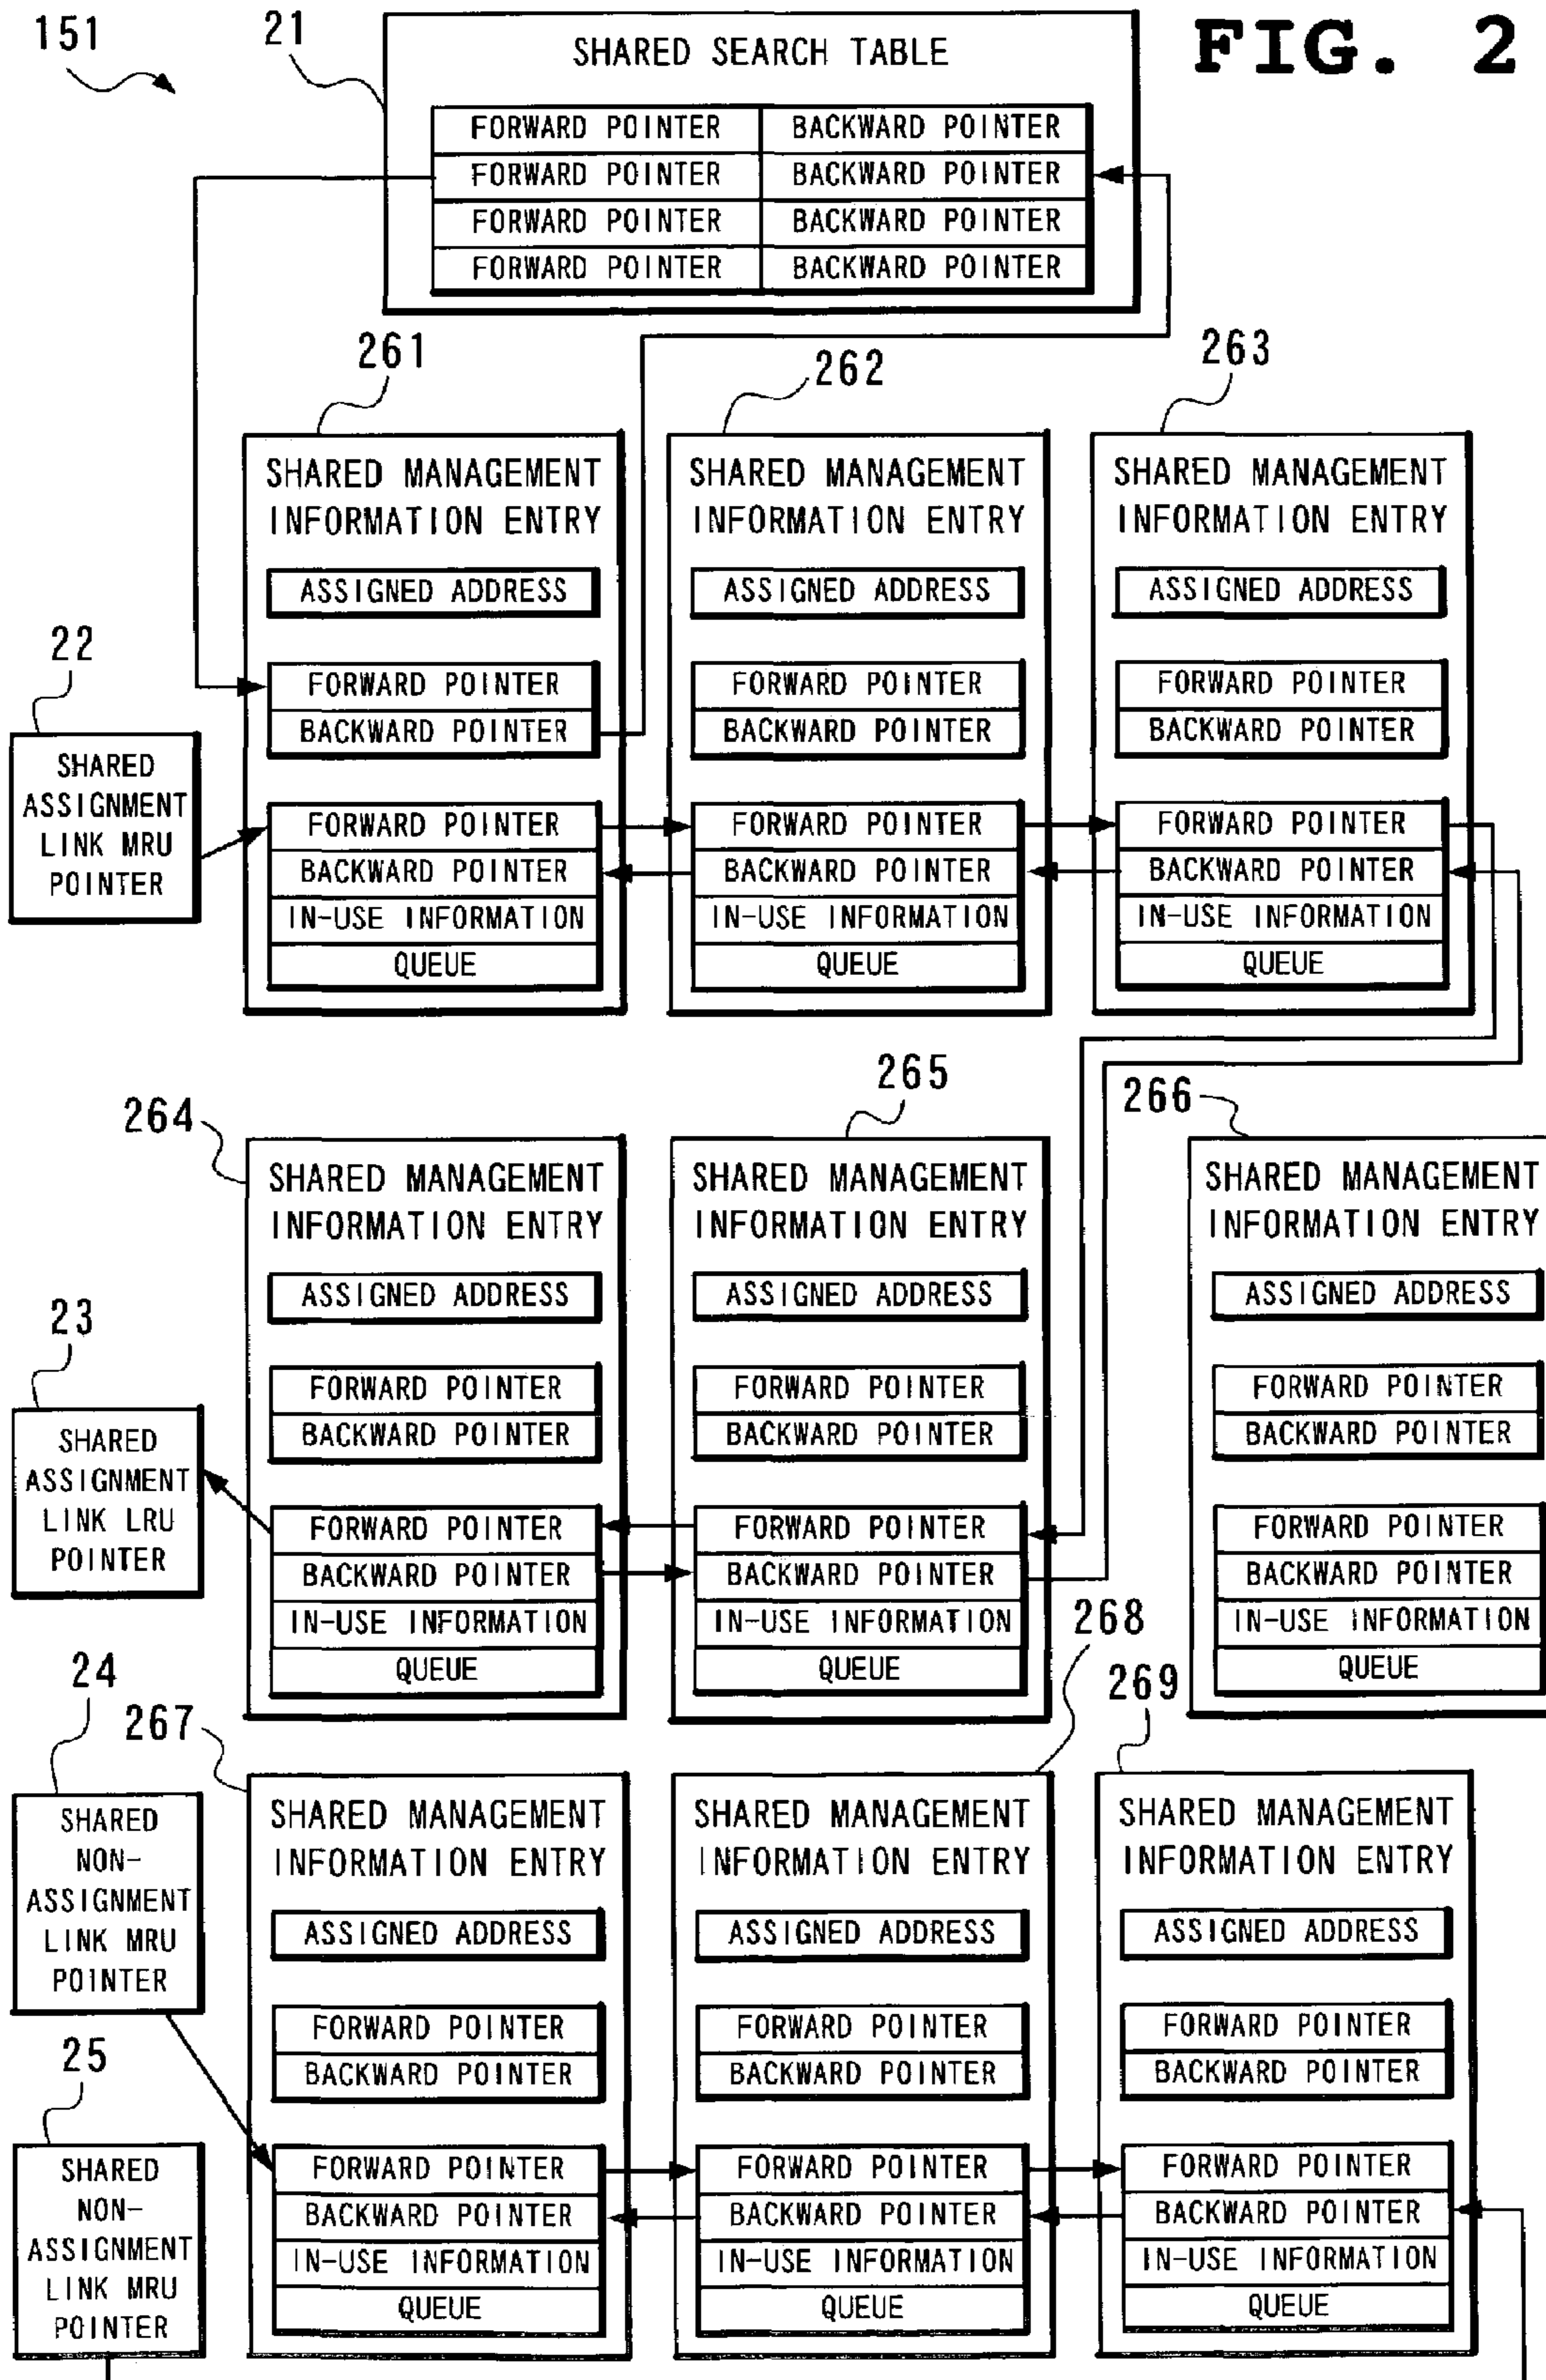 151
21
FIG. 2
SHARED SEARCH TABLE
FORWARD POINTER BACKWARD POINTER
FORWARD POINTER BACKWARD POINTER
FORWARD POINTER BACKWARD POINTER
FORWARD POINTER BACKWARD POINTER
261
SHARED MANAGEMENT
INFORMATION ENTRY
ASSIGNED ADDRESS
FORWARD POINTER
BACKWARD POINTER
FORWARD POINTER
BACKWARD POINTER
IN-USE INFORMATION
QUEUE
262
SHARED MANAGEMENT
INFORMATION ENTRY
ASSIGNED ADDRESS
FORWARD POINTER
BACKWARD POINTER
FORWARD POINTER
BACKWARD POINTER
IN-USE INFORMATION
QUEUE
263
SHARED MANAGEMENT
INFORMATION ENTRY
ASSIGNED ADDRESS
FORWARD POINTER
BACKWARD POINTER
FORWARD POINTER
BACKWARD POINTER
IN-USE INFORMATION
QUEUE
22
SHARED
ASSIGNMENT
LINK MRU
POINTER
264
SHARED MANAGEMENT
INFORMATION ENTRY
ASSIGNED ADDRESS
FORWARD POINTER
BACKWARD POINTER
FORWARD POINTER
BACKWARD POINTER
IN-USE INFORMATION
QUEUE
265
SHARED MANAGEMENT
INFORMATION ENTRY
ASSIGNED ADDRESS
FORWARD POINTER
BACKWARD POINTER
FORWARD POINTER
BACKWARD POINTER
IN-USE INFORMATION
QUEUE
266
SHARED MANAGEMENT
INFORMATION ENTRY
ASSIGNED ADDRESS
FORWARD POINTER
BACKWARD POINTER
FORWARD POINTER
BACKWARD POINTER
IN-USE INFORMATION
QUEUE
23
SHARED
ASSIGNMENT
LINK LRU
POINTER
24
SHARED
NON-
ASSIGNMENT
LINK MRU
POINTER
267
SHARED MANAGEMENT
INFORMATION ENTRY
ASSIGNED ADDRESS
FORWARD POINTER
BACKWARD POINTER
FORWARD POINTER
BACKWARD POINTER
IN-USE INFORMATION
QUEUE
268
SHARED MANAGEMENT
INFORMATION ENTRY
ASSIGNED ADDRESS
FORWARD POINTER
BACKWARD POINTER
FORWARD POINTER
BACKWARD POINTER
IN-USE INFORMATION
QUEUE
269
SHARED MANAGEMENT
INFORMATION ENTRY
ASSIGNED ADDRESS
FORWARD POINTER
BACKWARD POINTER
FORWARD POINTER
BACKWARD POINTER
IN-USE INFORMATION
QUEUE
25
SHARED
NON-
ASSIGNMENT
LINK MRU
POINTER